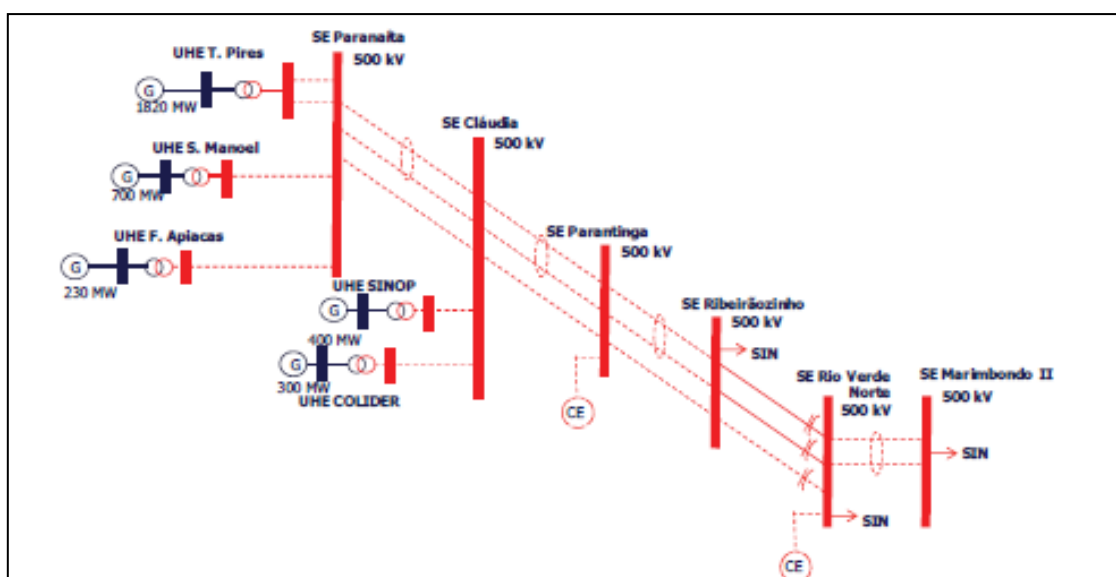 SE Paranaíta
500 kV
UHE T. Pires
G
1820 MW
SE Cláudia
500 kV
UHE S. Manoel
G
700 MW
UHE F. Apiacas
G
230 MW
SE Parantinga
500 kV
UHE SINOP
G
400 MW
G
300 MW
UHE COLIDER
CE
SE Ribeirãozinho
500 kV
SIN
SE Rio Verde
Norte
500 kV
SE Marimbondo II
500 kV
SIN
SIN
CE